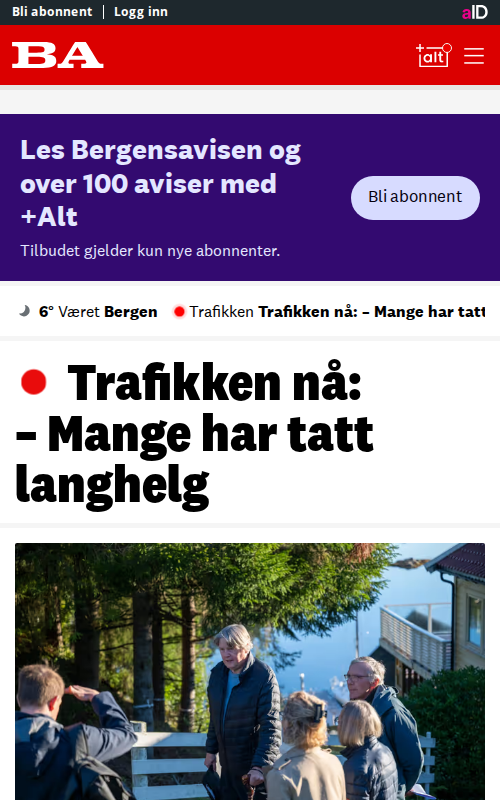 Bli abonnent | Logg inn
aID
BA
+alt
Les Bergensavisen og
over 100 aviser med
+Alt
Tilbudet gjelder kun nye abonnenter.
Bli abonnent
6° Været Bergen
Trafikken Trafikken nå: – Mange har tatt
Trafikken nå:
– Mange har tatt
langhelg